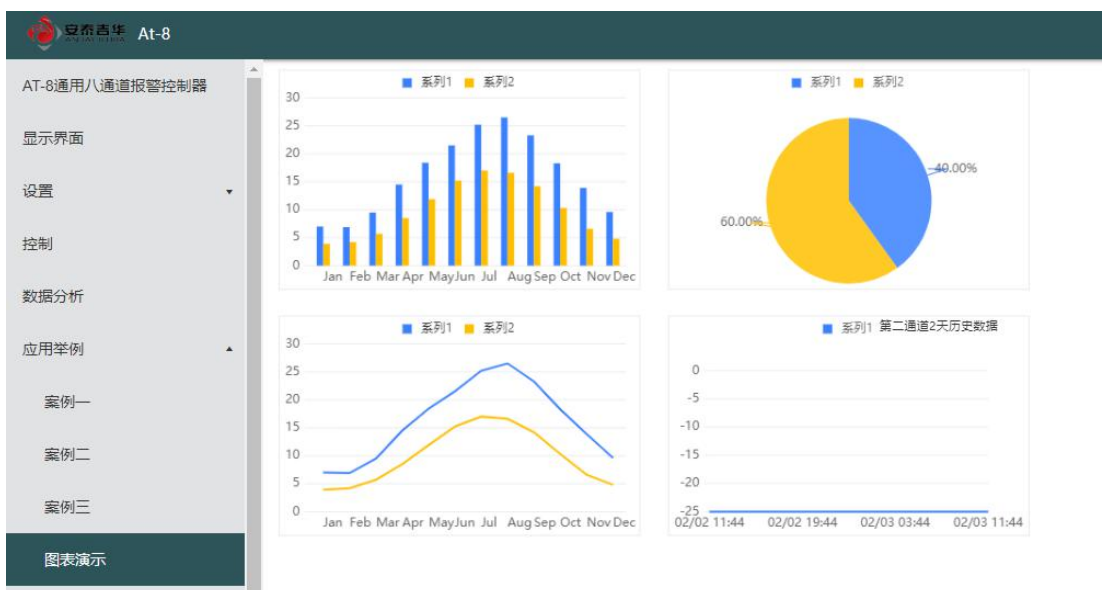 安泰吉华 At-8
AT-8通用八通道报警控制器
显示界面
设置
控制
数据分析
应用举例
案例一
案例二
案例三
图表演示
系列1 系列2
30
25
20
15
10
5
0
Jan Feb Mar Apr May Jun Jul Aug Sep Oct Nov Dec
系列1 系列2
40.00%
60.00%
系列1 系列2
30
25
20
15
10
5
0
Jan Feb Mar Apr May Jun Jul Aug Sep Oct Nov Dec
系列1 第二通道2天历史数据
0
-5
-10
-15
-20
-25
02/02 11:44 02/02 19:44 02/03 03:44 02/03 11:44